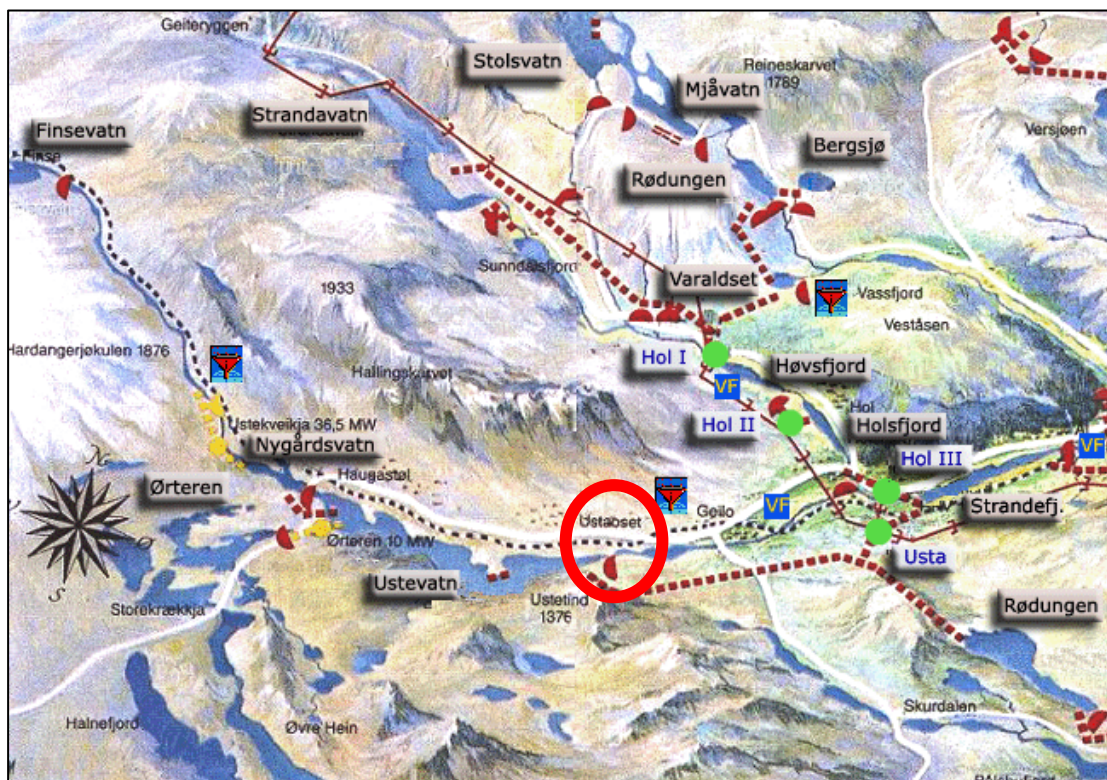 Geiteryggen
Stolsvatn
Reineskarvet
1789
Mjåvatn
Strandavatn
Versjøen
Finsevatn
Finse
Bergsjø
Rødungen
Sunndalsfjord
Varaldset
1933
Vassfjord
Veståsen
Hardangerjøkulen 1876
Hol I
Høvsfjord
Hallingskarvet
VF
Hol
Ustekveikja 36,5 MW
Hol II
Holsfjord
Nygårdsvatn
Hol III
VF
Haugastøl
Ørteren
N
Ø
S
Ustaoset
Geilo
VF
Strandefj.
Ørteren 10 MW
Usta
Ustevatn
Ustetind
1376
Storekrækkja
Rødungen
Skurdalen
Halnefjord
Øvre Hein